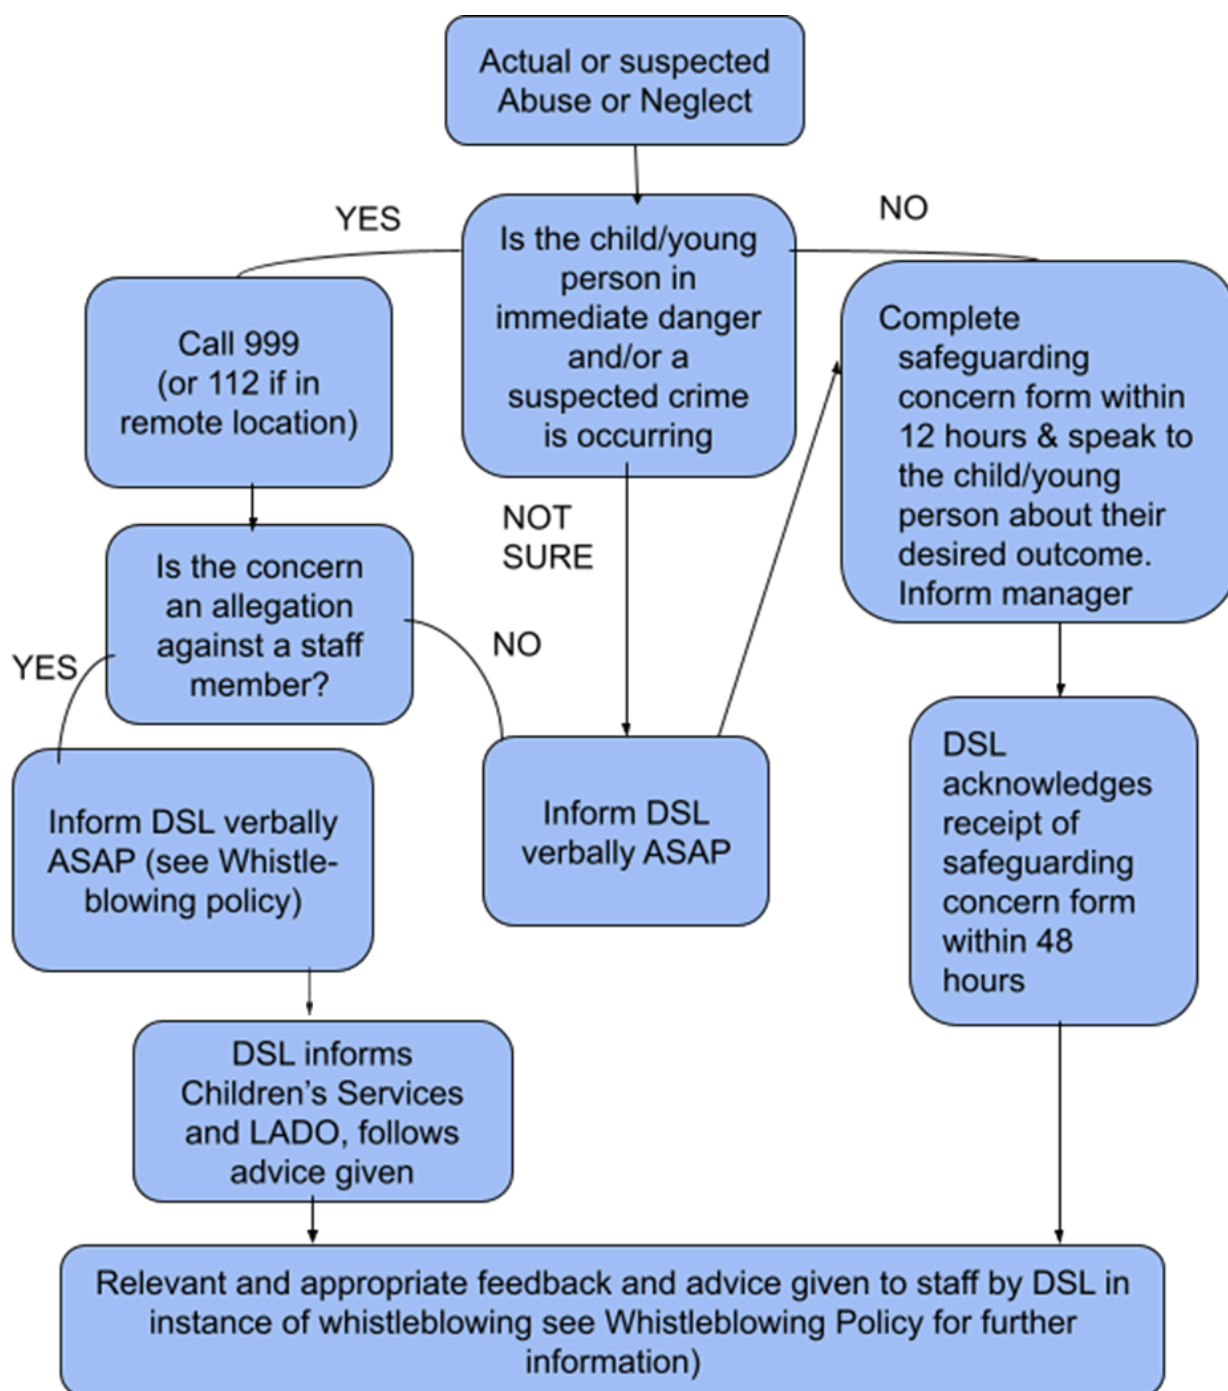 Actual or suspected
Abuse or Neglect
YES
NO
Is the child/young
person in
immediate danger
and/or a
suspected crime
is occurring
Call 999
(or 112 if in
remote location)
Complete
safeguarding
concern form within
12 hours & speak to
the child/young
person about their
desired outcome.
Inform manager
NOT
SURE
Is the concern
an allegation
against a staff
member?
YES
NO
Inform DSL verbally
ASAP (see Whistle-
blowing policy)
Inform DSL
verbally ASAP
DSL
acknowledges
receipt of
safeguarding
concern form
within 48
hours
DSL informs
Children’s Services
and LADO, follows
advice given
Relevant and appropriate feedback and advice given to staff by DSL in
instance of whistleblowing see Whistleblowing Policy for further
information)